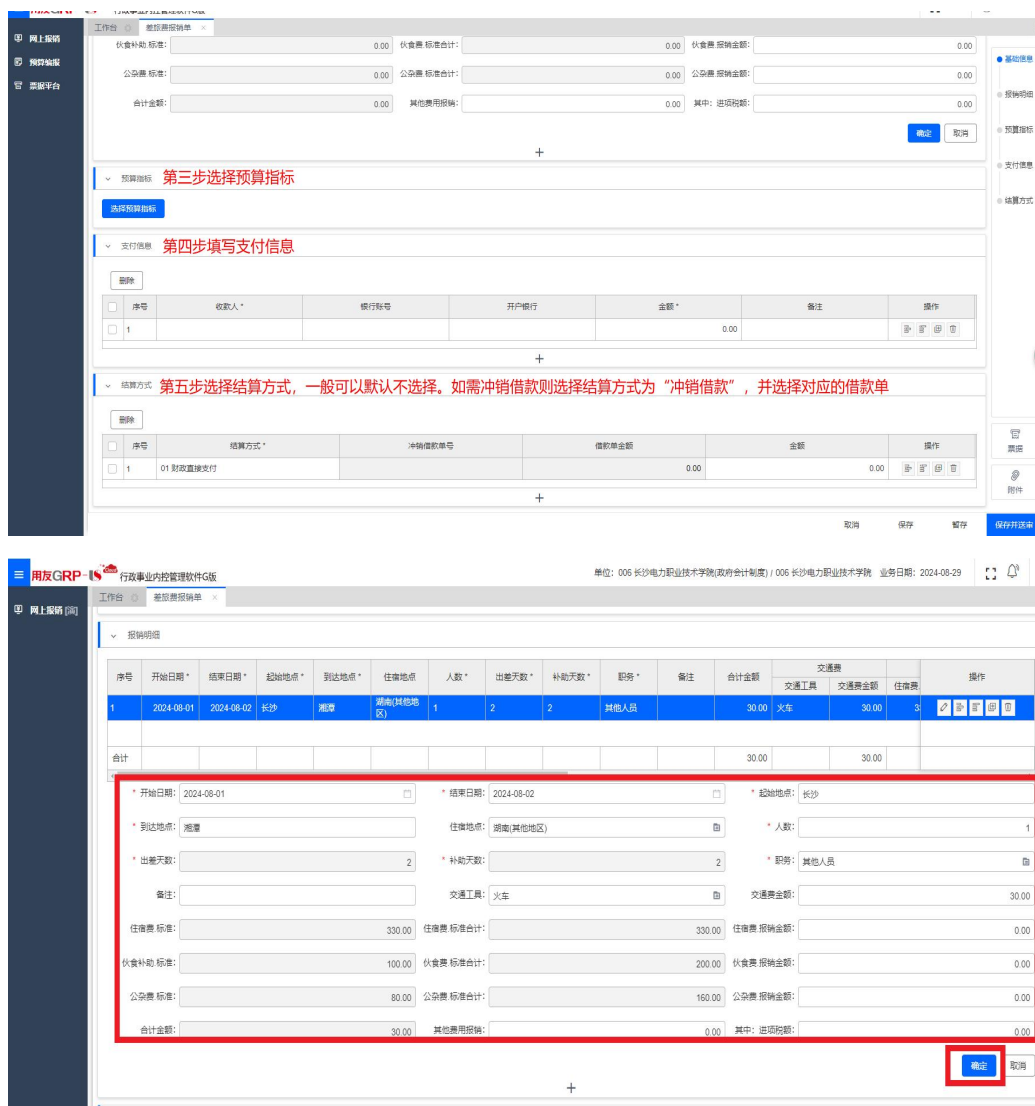 用友GRP-U8 Cloud 行政事业内控管理软件G版
工作台 差旅费报销单 ×
网上报销
预算编报
票据平台
伙食补助.标准: 0.00 伙食费.标准合计: 0.00 伙食费.报销金额: 0.00
公杂费.标准: 0.00 公杂费.标准合计: 0.00 公杂费.报销金额: 0.00
合计金额: 0.00 其他费用报销: 0.00 其中：进项税额: 0.00
确定 取消
+
基础信息
报销明细
预算指标
支付信息
结算方式
预算指标 第三步选择预算指标
选择预算指标
支付信息 第四步填写支付信息
删除
序号 收款人* 银行账号 开户银行 金额* 备注 操作
1 0.00
+
结算方式 第五步选择结算方式，一般可以默认不选择。如需冲销借款则选择结算方式为“冲销借款”，并选择对应的借款单
删除
序号 结算方式* 冲销借款单号 借款单金额 金额 操作
1 01 财政直接支付 0.00 0.00
+
票据
附件
取消 保存 暂存 保存并送审
用友GRP-U8 Cloud 行政事业内控管理软件G版 单位：006 长沙电力职业技术学院(政府会计制度) / 006 长沙电力职业技术学院 业务日期：2024-08-29
工作台 差旅费报销单 ×
网上报销
报销明细
序号 开始日期* 结束日期* 起始地点* 到达地点* 住宿地点 人数* 出差天数* 补助天数* 职务* 备注 合计金额 交通费 操作
交通工具 交通费金额 住宿费.
1 2024-08-01 2024-08-02 长沙 湘潭 湖南(其他地区) 1 2 2 其他人员 30.00 火车 30.00
合计 30.00 30.00
* 开始日期: 2024-08-01 * 结束日期: 2024-08-02 * 起始地点: 长沙
* 到达地点: 湘潭 住宿地点: 湖南(其他地区) * 人数: 1
* 出差天数: 2 * 补助天数: 2 * 职务: 其他人员
备注: 交通工具: 火车 交通费金额: 30.00
住宿费.标准: 330.00 住宿费.标准合计: 330.00 住宿费.报销金额: 0.00
伙食补助.标准: 100.00 伙食费.标准合计: 200.00 伙食费.报销金额: 0.00
公杂费.标准: 80.00 公杂费.标准合计: 160.00 公杂费.报销金额: 0.00
合计金额: 30.00 其他费用报销: 0.00 其中：进项税额: 0.00
确定 取消
+